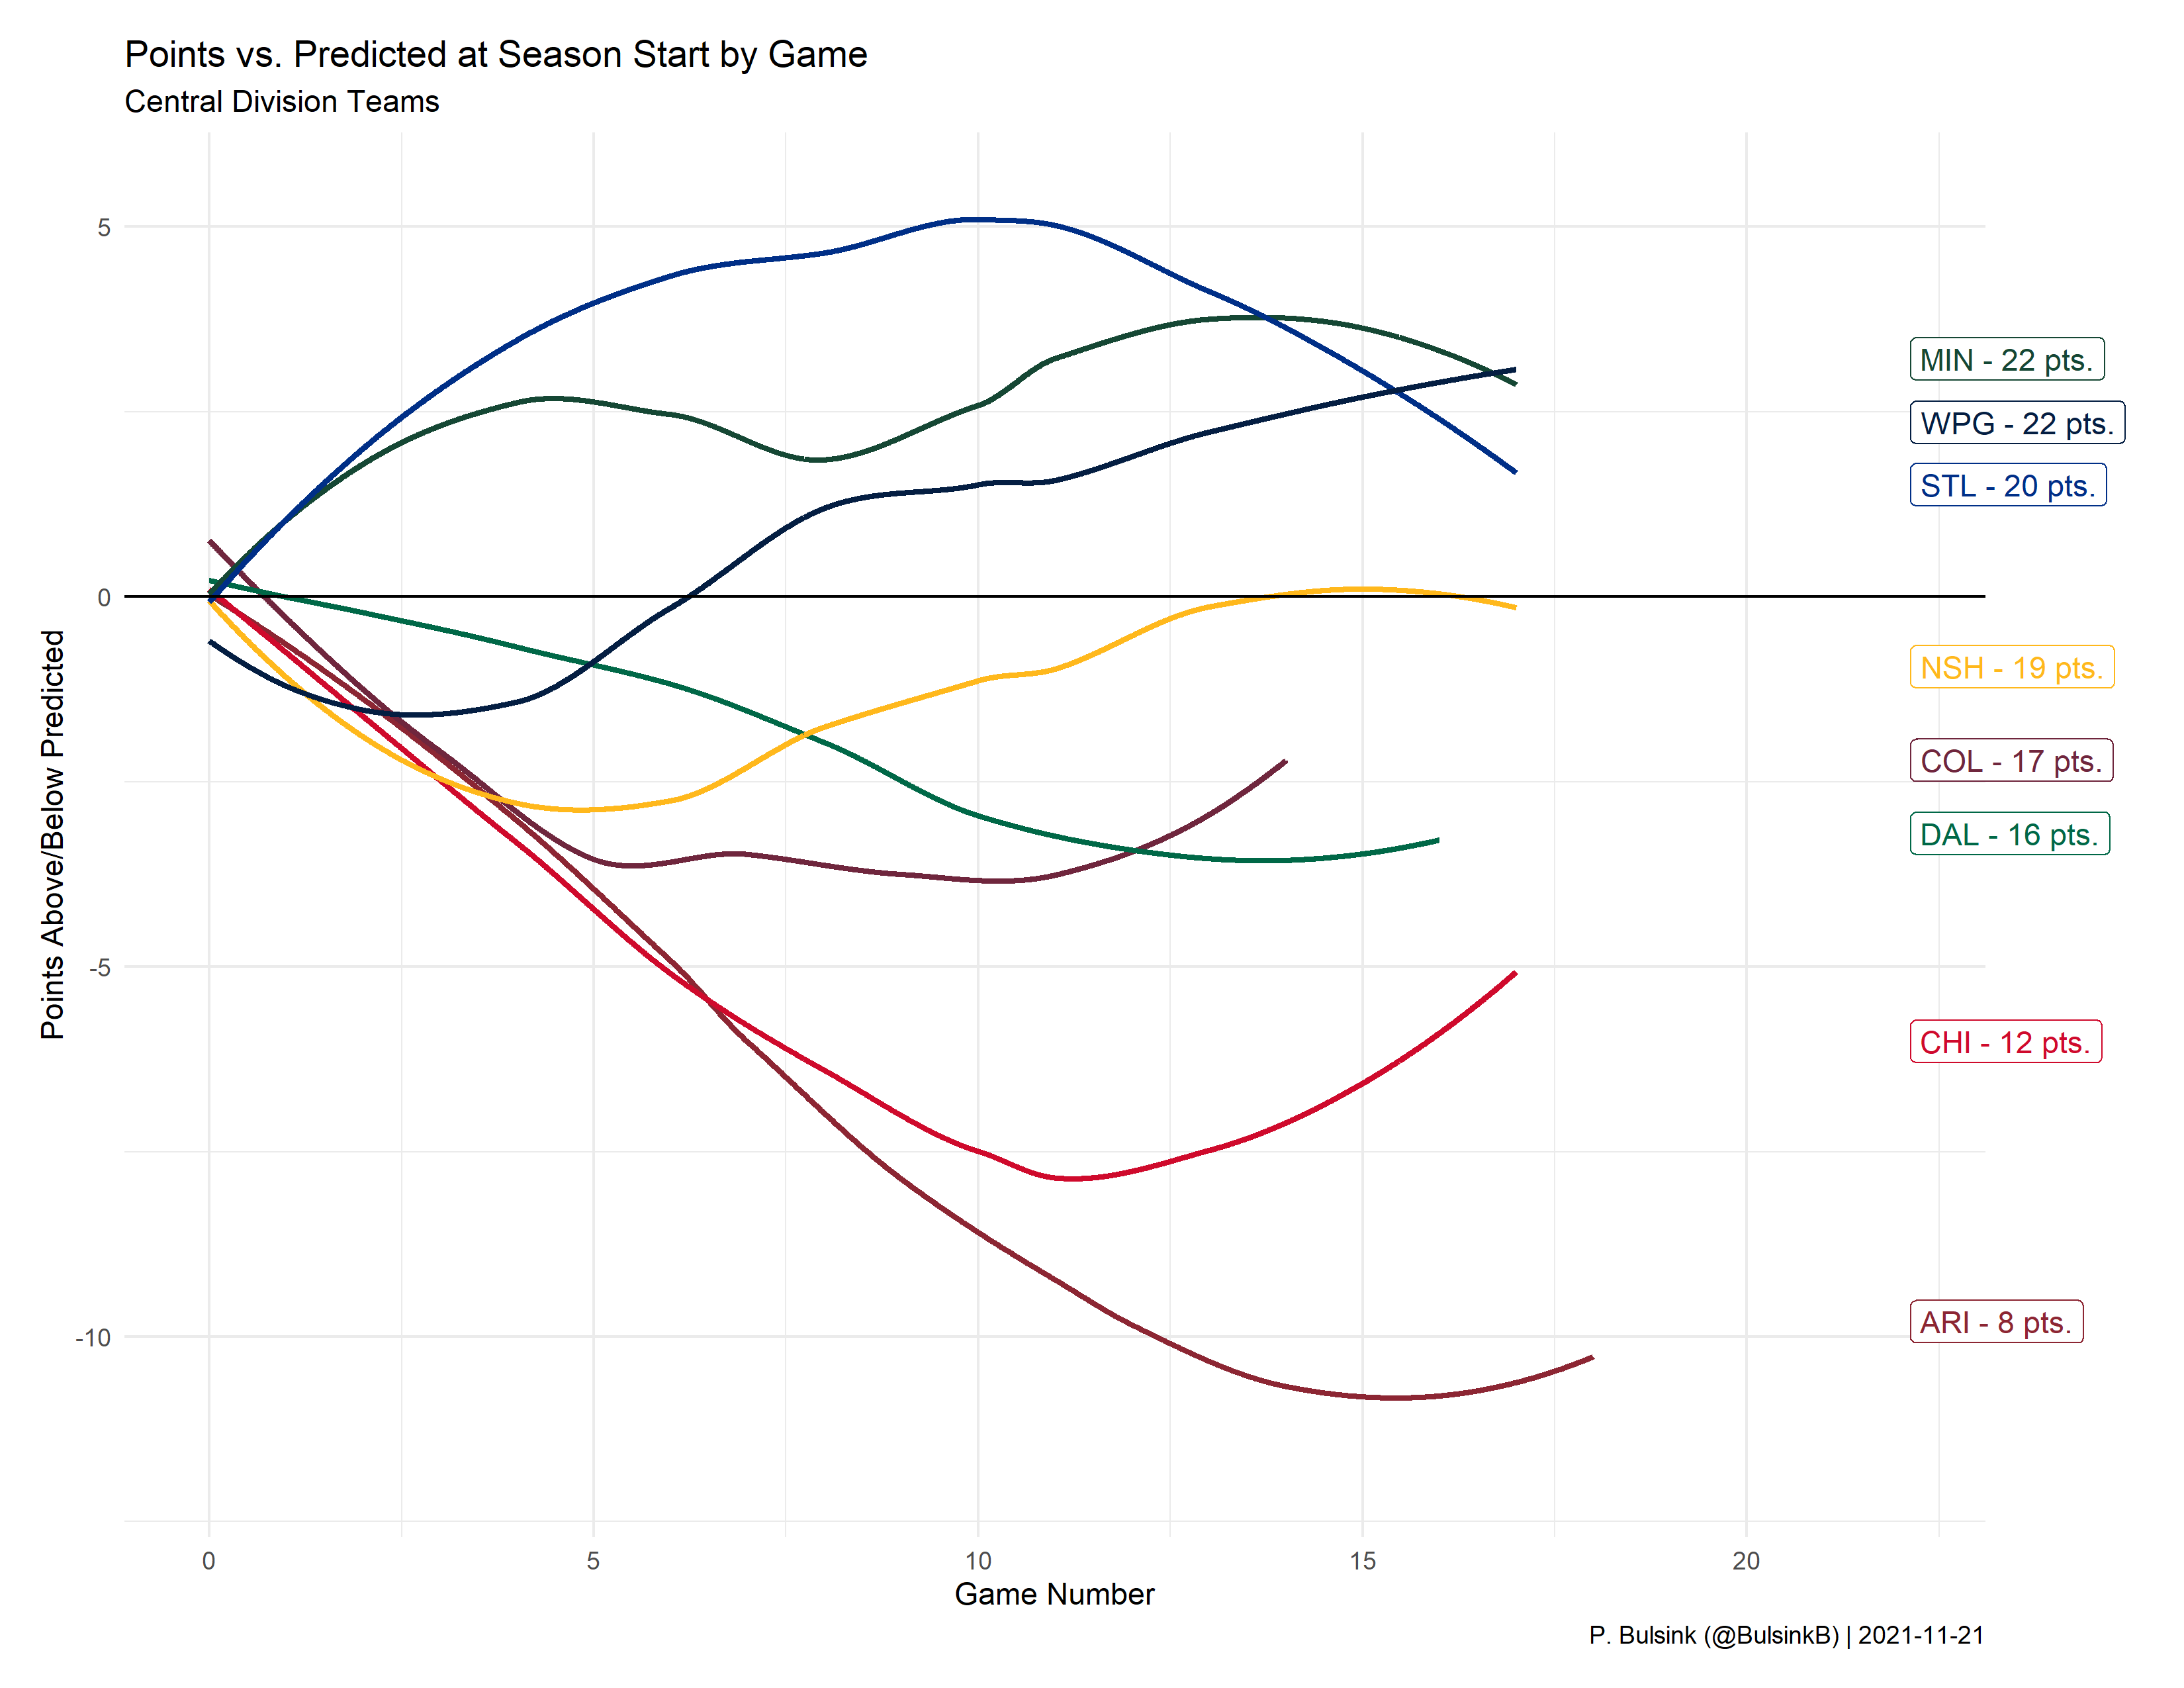 Points vs. Predicted at Season Start by Game
Central Division Teams
Points Above/Below Predicted
5
0
-5
-10
MIN - 22 pts.
WPG - 22 pts.
STL - 20 pts.
NSH - 19 pts.
COL - 17 pts.
DAL - 16 pts.
CHI - 12 pts.
ARI - 8 pts.
0 5 10 15 20
Game Number
P. Bulsink (@BulsinkB) | 2021-11-21